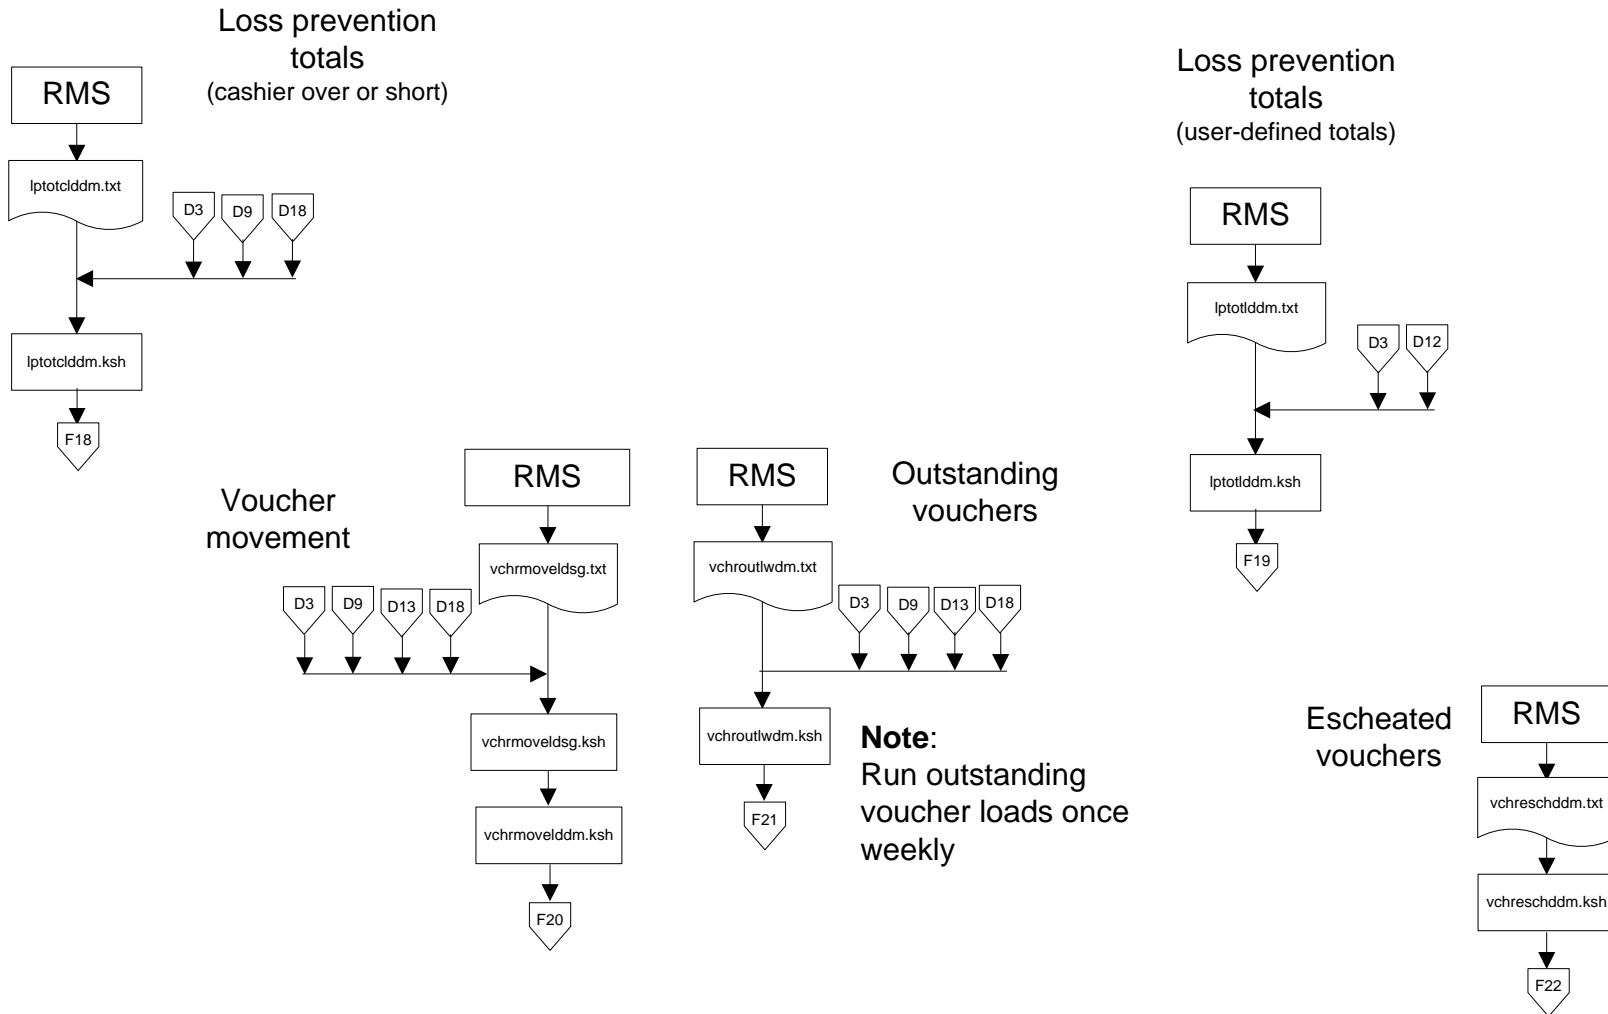 Loss prevention
totals
(cashier over or short)
RMS
lptotclddm.txt
D3
D9
D18
lptotclddm.ksh
F18
Loss prevention
totals
(user-defined totals)
RMS
lptotlddm.txt
D3
D12
lptotlddm.ksh
F19
Voucher
movement
RMS
vchrmoveldsg.txt
D3
D9
D13
D18
vchrmoveldsg.ksh
vchrmovelddm.ksh
F20
Outstanding
vouchers
RMS
vchroutlwdm.txt
D3
D9
D13
D18
vchroutlwdm.ksh
F21
Note:
Run outstanding
voucher loads once
weekly
Escheated
vouchers
RMS
vchreschddm.txt
vchreschddm.ksh
F22